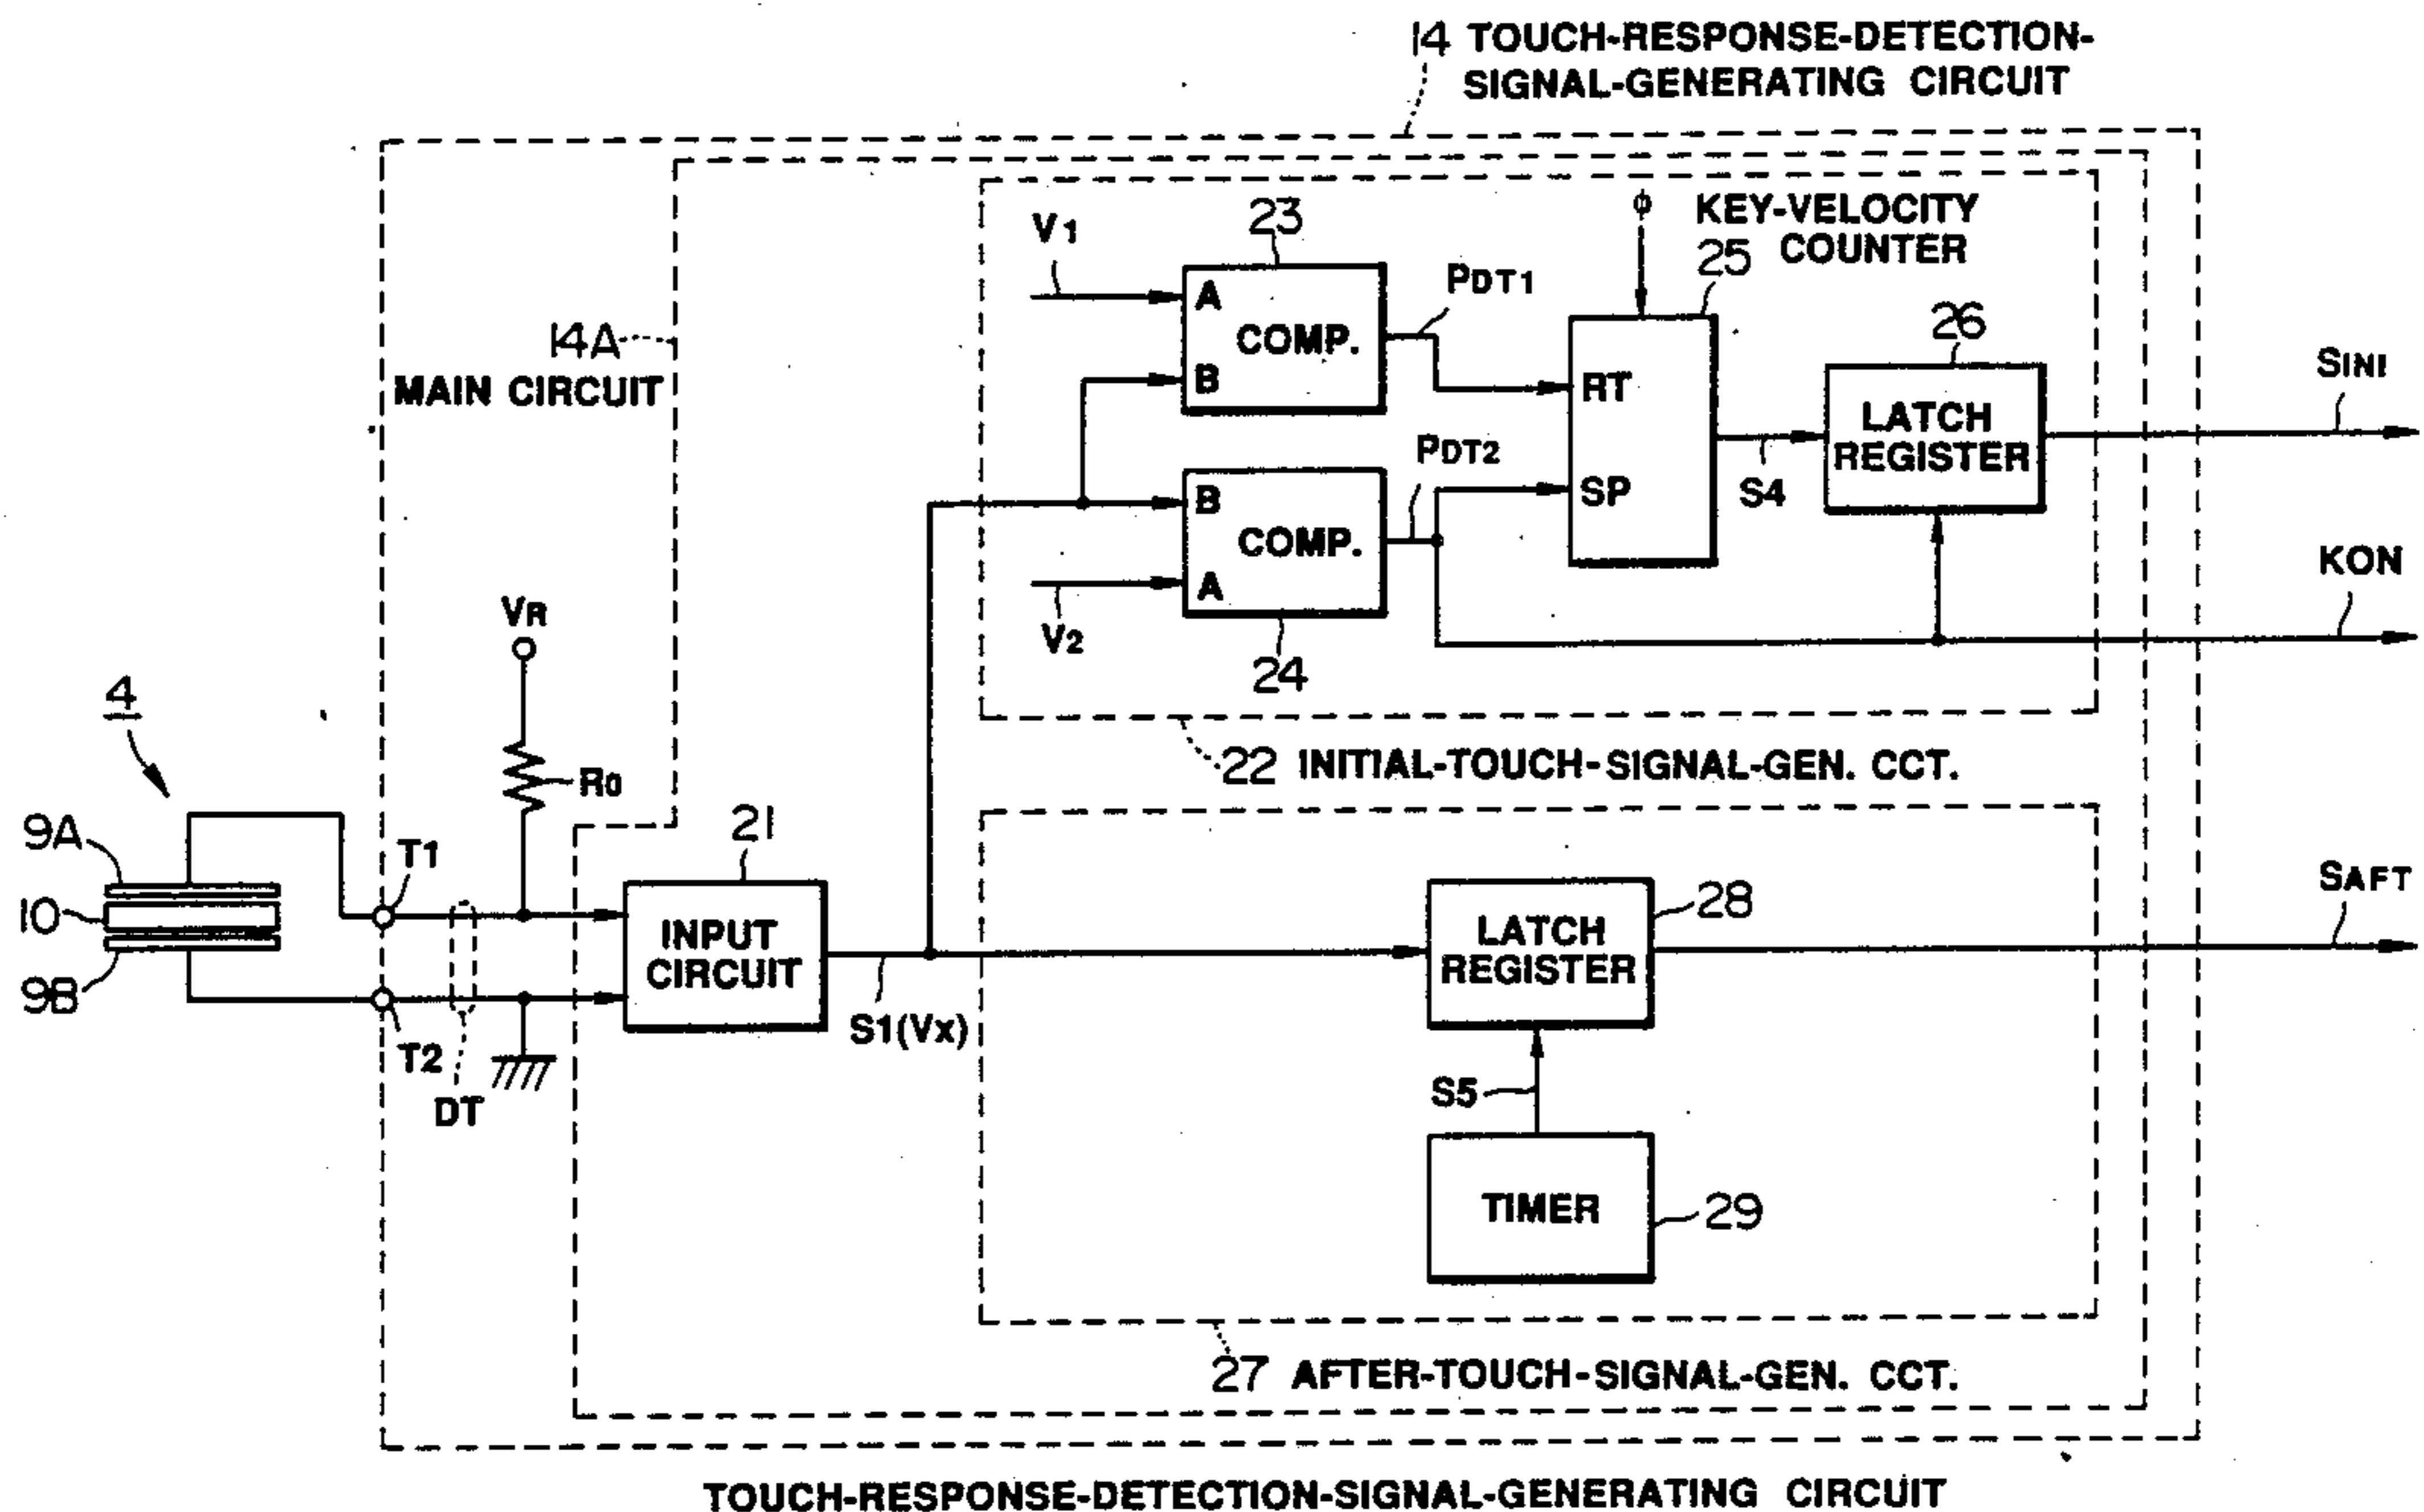 14 TOUCH-RESPONSE-DETECTION-
SIGNAL-GENERATING CIRCUIT
14A
MAIN CIRCUIT
V1
23
A
COMP.
B
PDT1
ϕ KEY-VELOCITY
COUNTER
25
RT
SP
26
LATCH
REGISTER
S4
SINI
PDT2
B
COMP.
A
V2
24
KON
22 INITIAL-TOUCH-SIGNAL-GEN. CCT.
VR
R0
4
9A
10
9B
T1
T2
DT
21
INPUT
CIRCUIT
S1(VX)
28
LATCH
REGISTER
SAFT
S5
TIMER
29
27 AFTER-TOUCH-SIGNAL-GEN. CCT.
TOUCH-RESPONSE-DETECTION-SIGNAL-GENERATING CIRCUIT